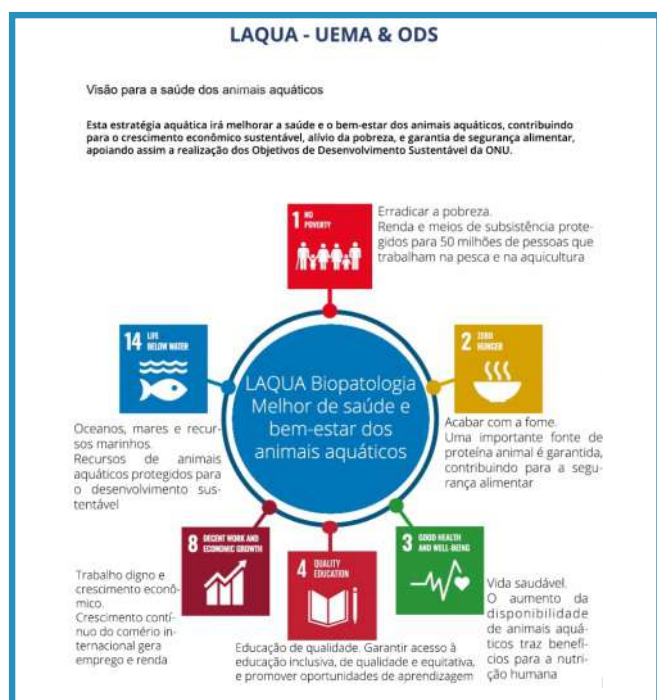 LAQUA - UEMA & ODS
Visão para a saúde dos animais aquáticos
Esta estratégia aquática irá melhorar a saúde e o bem-estar dos animais aquáticos, contribuindo
para o crescimento econômico sustentável, alívio da pobreza, e garantia de segurança alimentar,
apoiando assim a realização dos Objetivos de Desenvolvimento Sustentável da ONU.
1 NO
POVERTY
Erradicar a pobreza.
Renda e meios de subsistência prote-
gidos para 50 milhões de pessoas que
trabalham na pesca e na aquicultura
14 LIFE
BELOW WATER
2 ZERO
HUNGER
LAQUA Biopatologia
Melhor de saúde e
bem-estar dos
animais aquáticos
Acabar com a fome.
Uma importante fonte de
proteína animal é garantida,
contribuindo para a segu-
rança alimentar
Oceanos, mares e recur-
sos marinhos.
Recursos de animais
aquáticos protegidos para
o desenvolvimento sus-
tentável
8 DECENT WORK AND
ECONOMIC GROWTH
4 QUALITY
EDUCATION
3 GOOD HEALTH
AND WELL-BEING
Trabalho digno e
crescimento econô-
mico.
Crescimento contí-
nuo do comério in-
ternacional gera
emprego e renda
Educação de qualidade. Garantir acesso à
educação inclusiva, de qualidade e equitativa,
e promover oportunidades de aprendizagem
Vida saudável.
O aumento da
disponibilidade
de animais aquá-
ticos traz benefí-
cios para a nutri-
ção humana